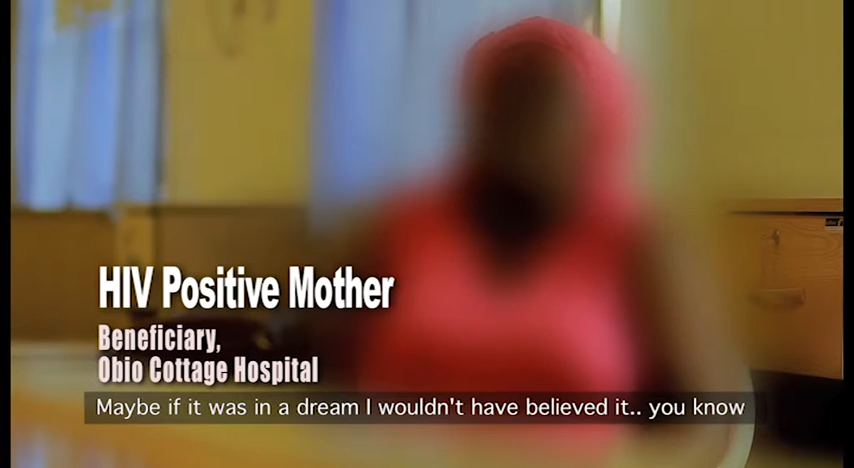 HIV Positive Mother
Beneficiary,
Obio Cottage Hospital
Maybe if it was in a dream I wouldn't have believed it.. you know